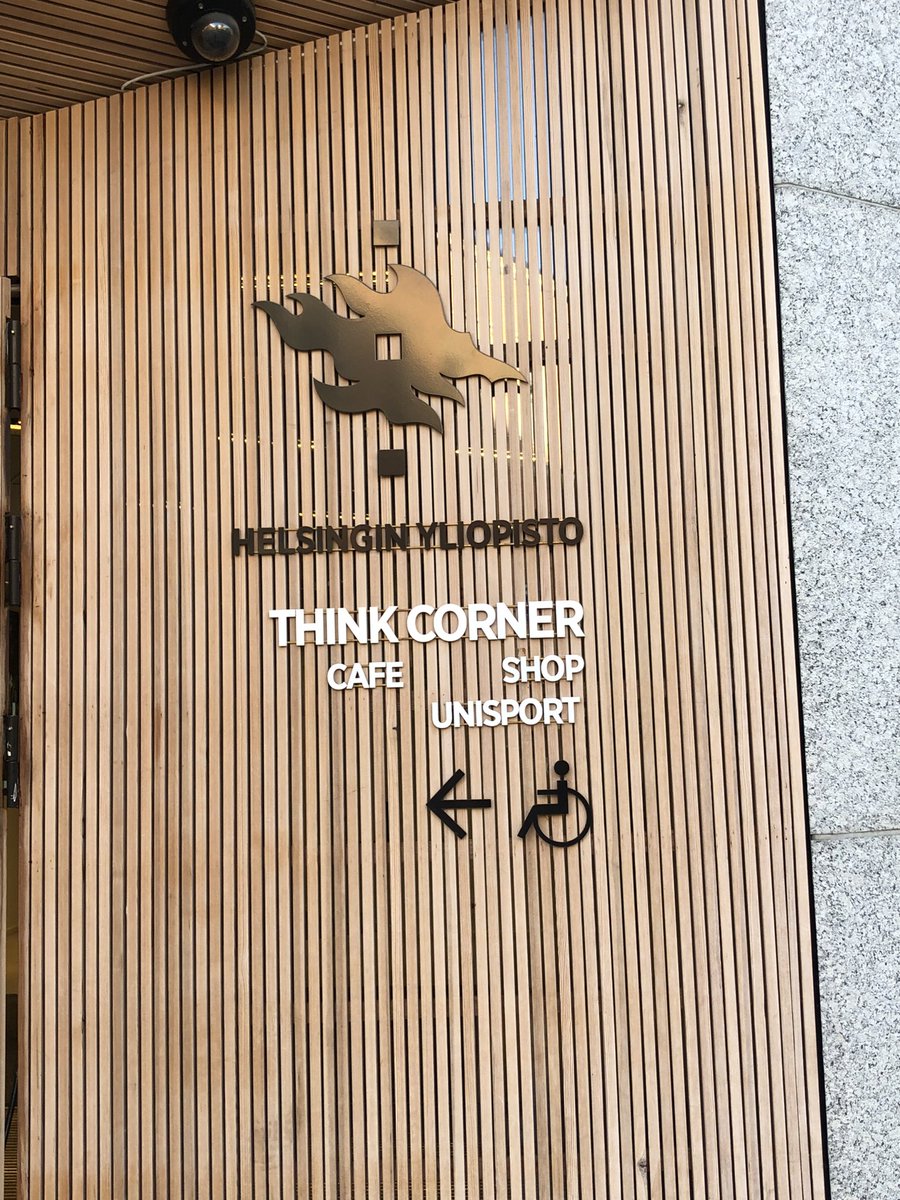 HELSINGIN YLIOPISTO
THINK CORNER
CAFE SHOP
UNISPORT